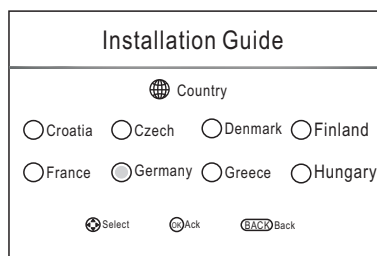 Installation Guide
Country
Croatia Czech Denmark Finland
France Germany Greece Hungary
Select OK Ack BACK Back